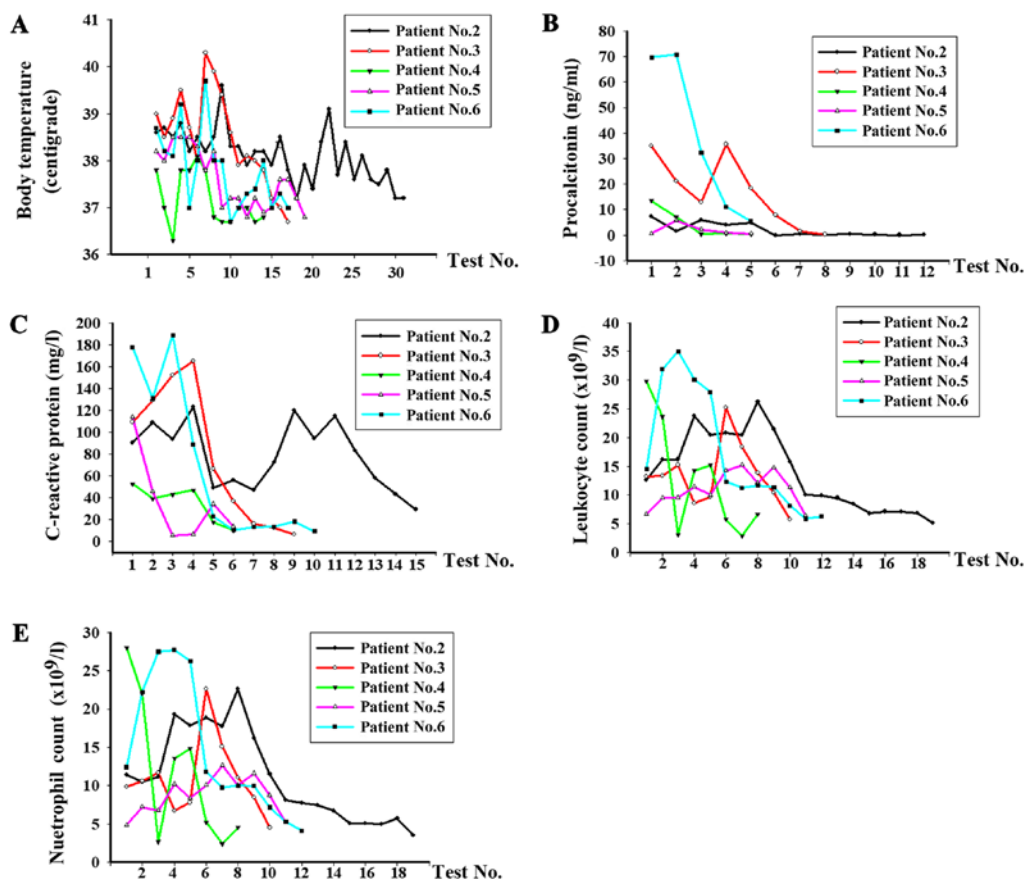 A
Body temperature
(centigrade)
41
40
39
38
37
36
1 5 10 15 20 25 30
Test No.
Patient No.2
Patient No.3
Patient No.4
Patient No.5
Patient No.6
B
Procalcitonin (ng/ml)
80
70
60
50
40
30
20
10
0
-10
1 2 3 4 5 6 7 8 9 10 11 12
Test No.
Patient No.2
Patient No.3
Patient No.4
Patient No.5
Patient No.6
C
C-reactive protein (mg/l)
200
180
160
140
120
100
80
60
40
20
0
1 2 3 4 5 6 7 8 9 10 11 12 13 14 15
Test No.
Patient No.2
Patient No.3
Patient No.4
Patient No.5
Patient No.6
D
Leukocyte count (x10⁹/l)
40
35
30
25
20
15
10
5
0
2 4 6 8 10 12 14 16 18
Test No.
Patient No.2
Patient No.3
Patient No.4
Patient No.5
Patient No.6
E
Nuetrophil count (x10⁹/l)
30
25
20
15
10
5
0
2 4 6 8 10 12 14 16 18
Test No.
Patient No.2
Patient No.3
Patient No.4
Patient No.5
Patient No.6